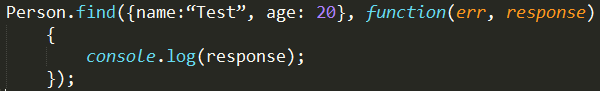 Person.find({name:“Test”, age: 20}, function(err, response)
{
console.log(response);
});